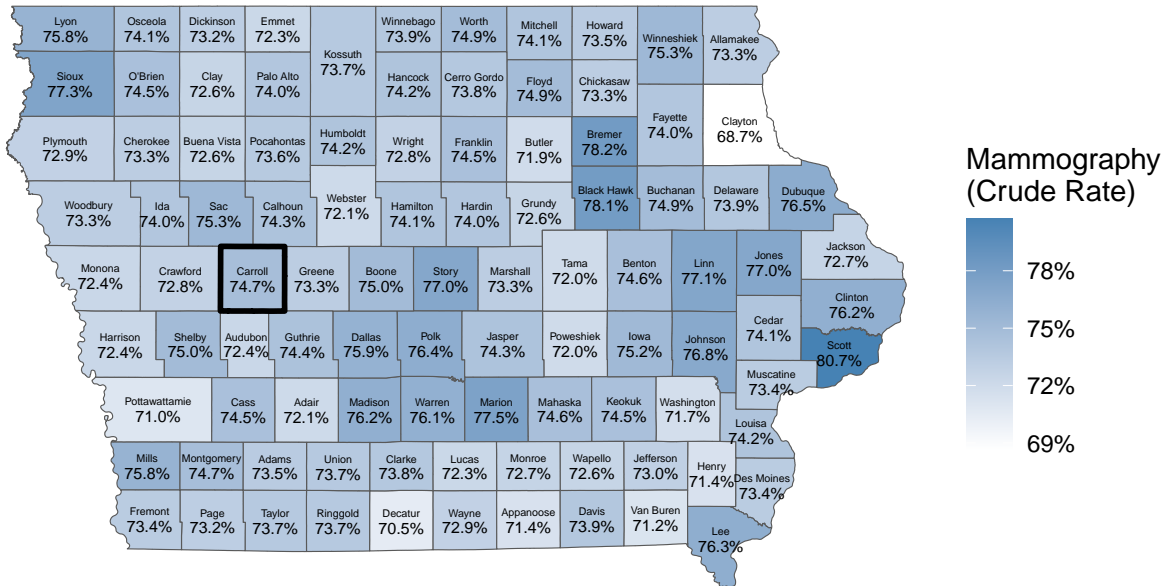 Lyon
75.8%
Osceola
74.1%
Dickinson
73.2%
Emmet
72.3%
Kossuth
73.7%
Winnebago
73.9%
Worth
74.9%
Mitchell
74.1%
Howard
73.5%
Winneshiek
75.3%
Allamakee
73.3%
Sioux
77.3%
O'Brien
74.5%
Clay
72.6%
Palo Alto
74.0%
Hancock
74.2%
Cerro Gordo
73.8%
Floyd
74.9%
Chickasaw
73.3%
Fayette
74.0%
Clayton
68.7%
Plymouth
72.9%
Cherokee
73.3%
Buena Vista
72.6%
Pocahontas
73.6%
Humboldt
74.2%
Wright
72.8%
Franklin
74.5%
Butler
71.9%
Bremer
78.2%
Woodbury
73.3%
Ida
74.0%
Sac
75.3%
Calhoun
74.3%
Webster
72.1%
Hamilton
74.1%
Hardin
74.0%
Grundy
72.6%
Black Hawk
78.1%
Buchanan
74.9%
Delaware
73.9%
Dubuque
76.5%
Monona
72.4%
Crawford
72.8%
Carroll
74.7%
Greene
73.3%
Boone
75.0%
Story
77.0%
Marshall
73.3%
Tama
72.0%
Benton
74.6%
Linn
77.1%
Jones
77.0%
Jackson
72.7%
Clinton
76.2%
Harrison
72.4%
Shelby
75.0%
Audubon
72.4%
Guthrie
74.4%
Dallas
75.9%
Polk
76.4%
Jasper
74.3%
Poweshiek
72.0%
Iowa
75.2%
Johnson
76.8%
Cedar
74.1%
Scott
80.7%
Muscatine
73.4%
Pottawattamie
71.0%
Cass
74.5%
Adair
72.1%
Madison
76.2%
Warren
76.1%
Marion
77.5%
Mahaska
74.6%
Keokuk
74.5%
Washington
71.7%
Louisa
74.2%
Mills
75.8%
Montgomery
74.7%
Adams
73.5%
Union
73.7%
Clarke
73.8%
Lucas
72.3%
Monroe
72.7%
Wapello
72.6%
Jefferson
73.0%
Henry
71.4%
Des Moines
73.4%
Fremont
73.4%
Page
73.2%
Taylor
73.7%
Ringgold
73.7%
Decatur
70.5%
Wayne
72.9%
Appanoose
71.4%
Davis
73.9%
Van Buren
71.2%
Lee
76.3%
Mammography
(Crude Rate)
78%
75%
72%
69%